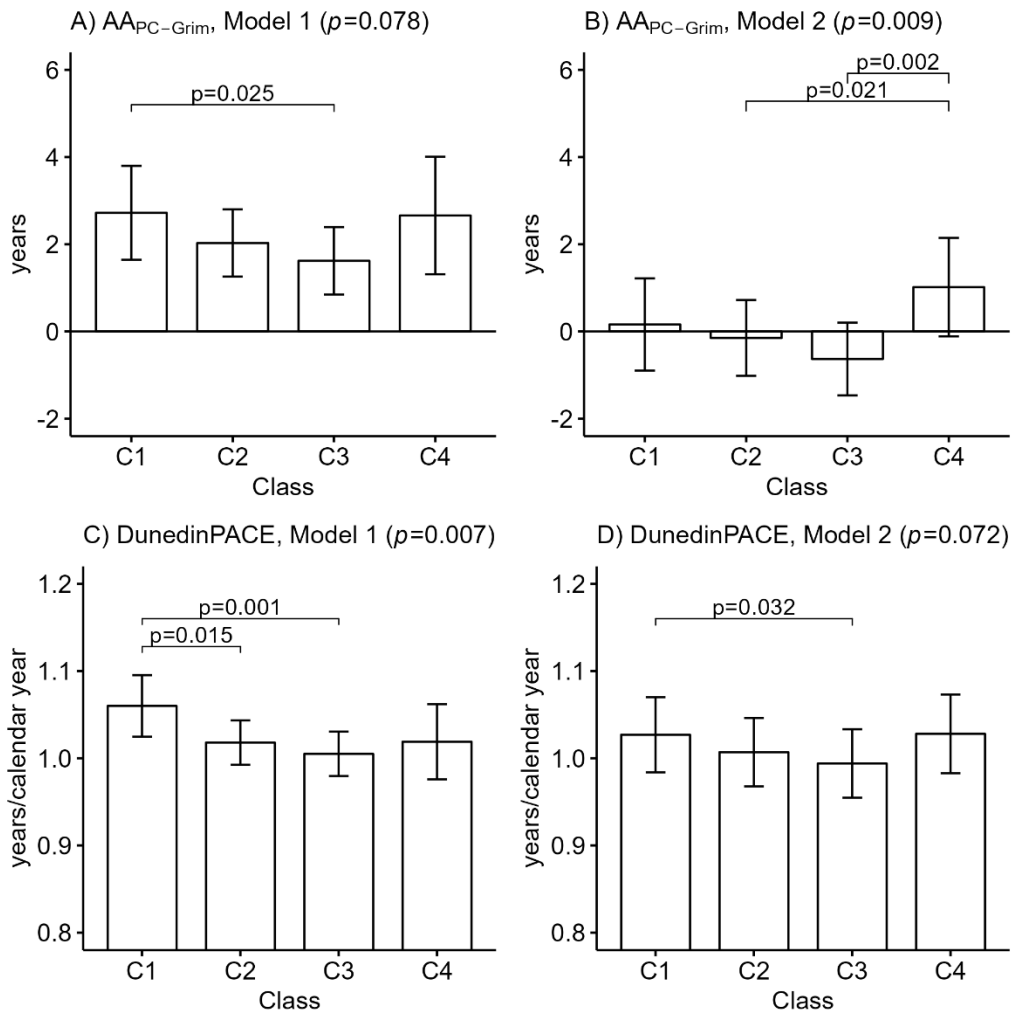 A) AA_PC–Grim, Model 1 (p=0.078)
6
4
2
0
-2
years
p=0.025
C1 C2 C3 C4
Class
B) AA_PC–Grim, Model 2 (p=0.009)
6
4
2
0
-2
years
p=0.002
p=0.021
C1 C2 C3 C4
Class
C) DunedinPACE, Model 1 (p=0.007)
1.2
1.1
1.0
0.9
0.8
years/calendar year
p=0.001
p=0.015
C1 C2 C3 C4
Class
D) DunedinPACE, Model 2 (p=0.072)
1.2
1.1
1.0
0.9
0.8
years/calendar year
p=0.032
C1 C2 C3 C4
Class